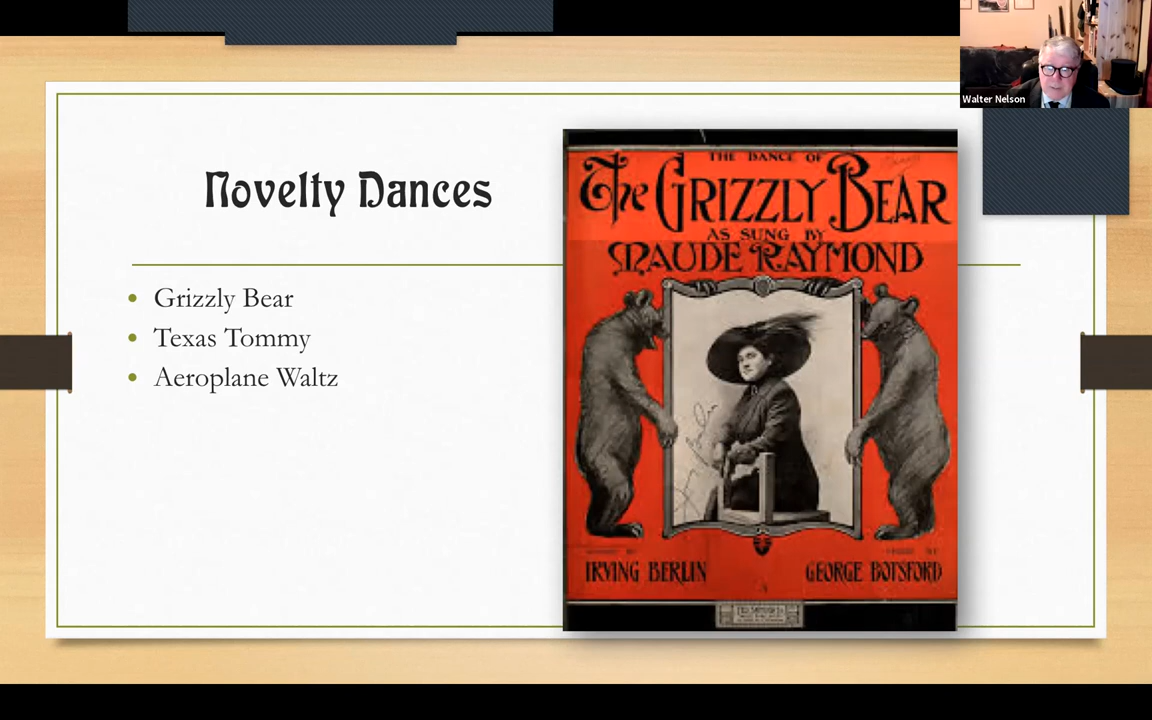 Walter Nelson
Novelty Dances
Grizzly Bear
Texas Tommy
Aeroplane Waltz
THE DANCE OF
The GRIZZLY BEAR
AS SUNG BY
MAUDE RAYMOND
IRVING BERLIN
GEORGE BOTSFORD